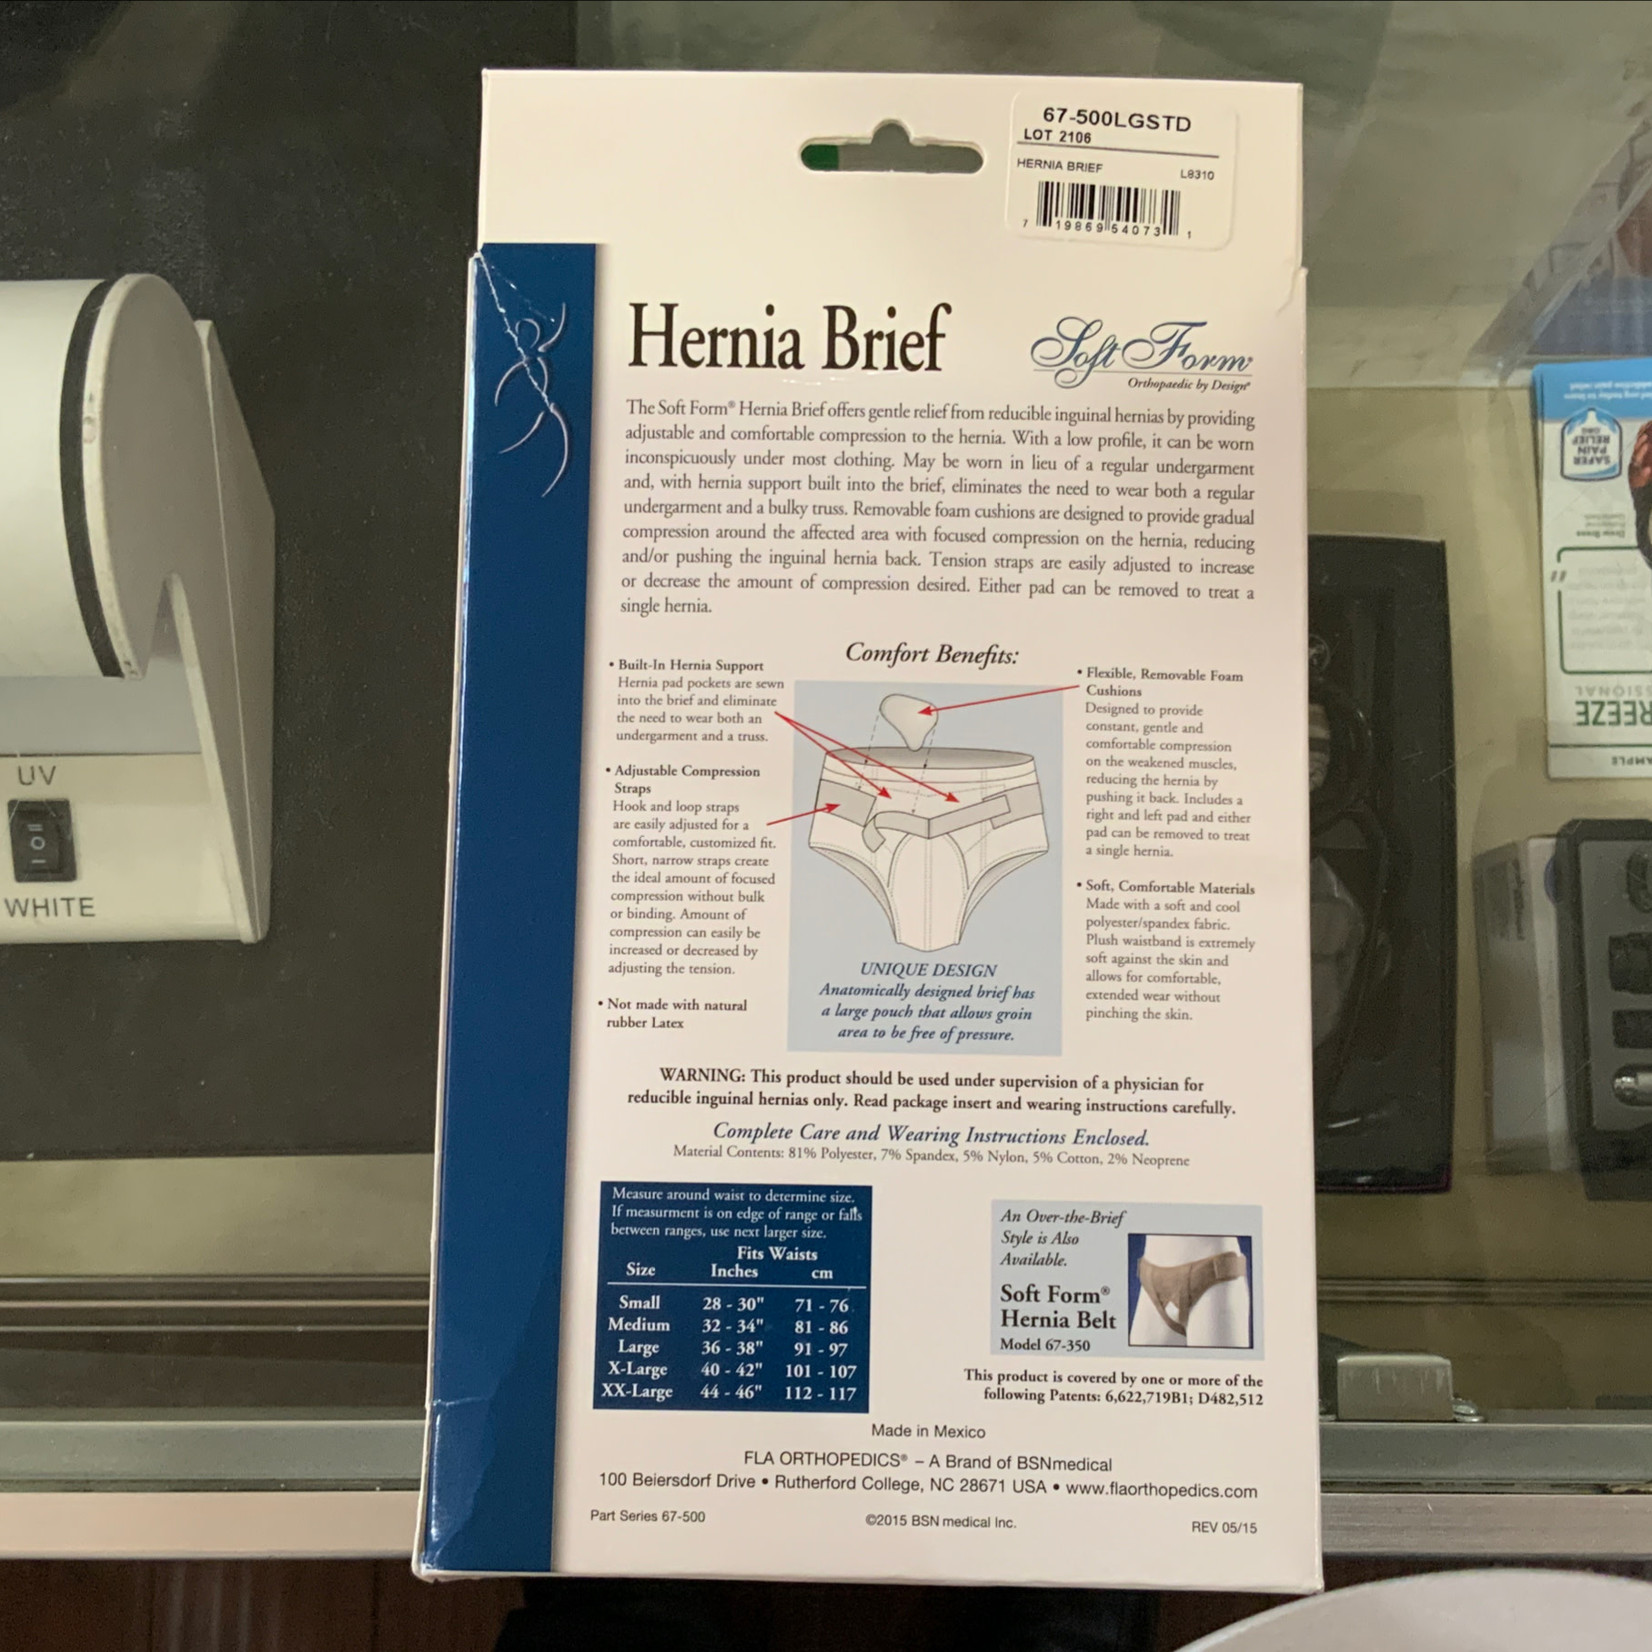 67-500LGSTD
LOT 2106
HERNIA BRIEF L8310
7 19869 54073 1
Hernia Brief
Soft Form®
Orthopaedic by Design®
The Soft Form® Hernia Brief offers gentle relief from reducible inguinal hernias by providing
adjustable and comfortable compression to the hernia. With a low profile, it can be worn
inconspicuously under most clothing. May be worn in lieu of a regular undergarment
and, with hernia support built into the brief, eliminates the need to wear both a regular
undergarment and a bulky truss. Removable foam cushions are designed to provide gradual
compression around the affected area with focused compression on the hernia, reducing
and/or pushing the inguinal hernia back. Tension straps are easily adjusted to increase
or decrease the amount of compression desired. Either pad can be removed to treat a
single hernia.
Comfort Benefits:
• Built-In Hernia Support
Hernia pad pockets are sewn
into the brief and eliminate
the need to wear both an
undergarment and a truss.
• Adjustable Compression
Straps
Hook and loop straps
are easily adjusted for a
comfortable, customized fit.
Short, narrow straps create
the ideal amount of focused
compression without bulk
or binding. Amount of
compression can easily be
increased or decreased by
adjusting the tension.
• Not made with natural
rubber Latex
• Flexible, Removable Foam
Cushions
Designed to provide
constant, gentle and
comfortable compression
on the weakened muscles,
reducing the hernia by
pushing it back. Includes a
right and left pad and either
pad can be removed to treat
a single hernia.
• Soft, Comfortable Materials
Made with a soft and cool
polyester/spandex fabric.
Plush waistband is extremely
soft against the skin and
allows for comfortable,
extended wear without
pinching the skin.
UNIQUE DESIGN
Anatomically designed brief has
a large pouch that allows groin
area to be free of pressure.
WARNING: This product should be used under supervision of a physician for
reducible inguinal hernias only. Read package insert and wearing instructions carefully.
Complete Care and Wearing Instructions Enclosed.
Material Contents: 81% Polyester, 7% Spandex, 5% Nylon, 5% Cotton, 2% Neoprene
Measure around waist to determine size.
If measurment is on edge of range or falls
between ranges, use next larger size.
Fits Waists
Size Inches cm
Small 28 - 30" 71 - 76
Medium 32 - 34" 81 - 86
Large 36 - 38" 91 - 97
X-Large 40 - 42" 101 - 107
XX-Large 44 - 46" 112 - 117
An Over-the-Brief
Style is Also
Available.
Soft Form®
Hernia Belt
Model 67-350
This product is covered by one or more of the
following Patents: 6,622,719B1; D482,512
Made in Mexico
FLA ORTHOPEDICS® – A Brand of BSNmedical
100 Beiersdorf Drive • Rutherford College, NC 28671 USA • www.flaorthopedics.com
Part Series 67-500
©2015 BSN medical Inc.
REV 05/15
UV
WHITE
SAFER
PAIN
RELIEF
SAMPLE